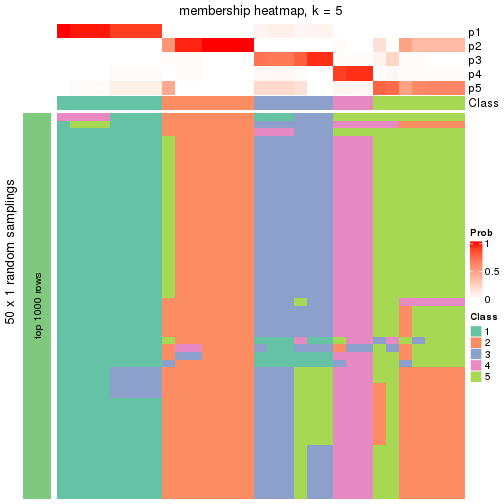 membership heatmap, k = 5
p1
p2
p3
p4
p5
Class
50 x 1 random samplings
top 1000 rows
Prob
1
0.5
0
Class
1
2
3
4
5